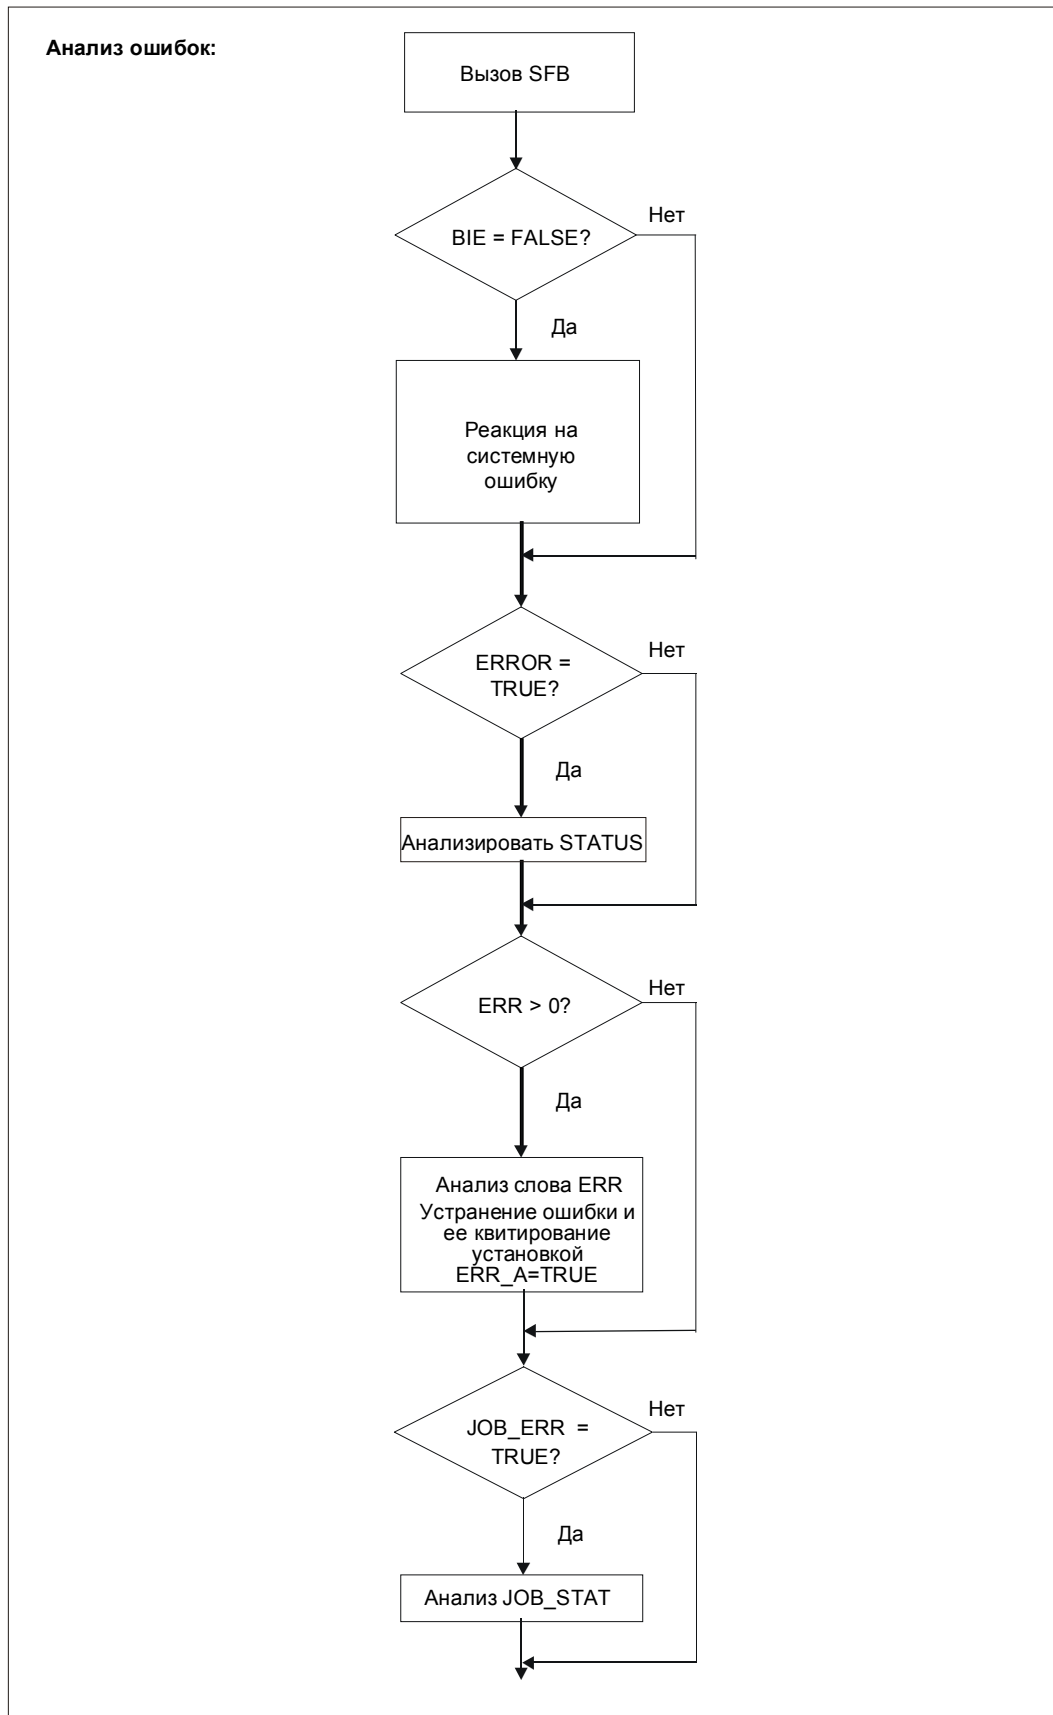 Анализ ошибок:
Вызов SFB
Нет
BIE = FALSE?
Да
Реакция на
системную
ошибку
Нет
ERROR =
TRUE?
Да
Анализировать STATUS
Нет
ERR > 0?
Да
Анализ слова ERR
Устранение ошибки и
ее квитирование
установкой
ERR_A=TRUE
Нет
JOB_ERR =
TRUE?
Да
Анализ JOB_STAT